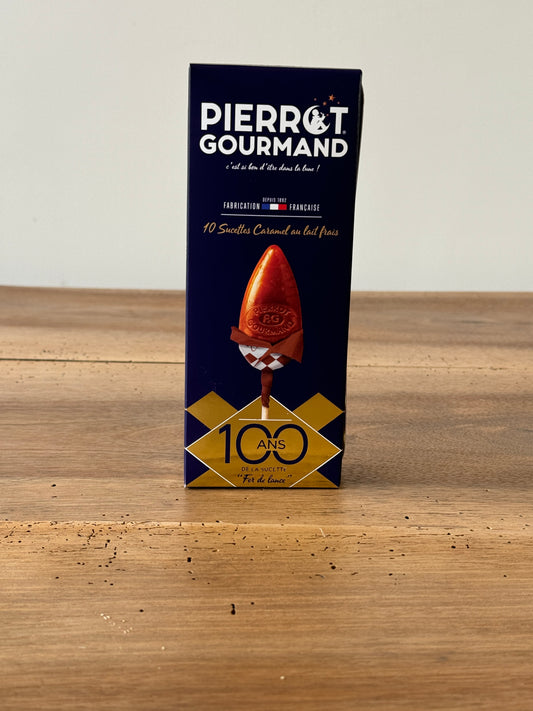 PIERROT
GOURMAND
c'est si bon d'être dans la lune !
DEPUIS 1892
FABRICATION FRANÇAISE
10 Sucettes Caramel au lait frais
PIERROT
PG
GOURMAND
100
ANS
DE LA SUCETTE
"Fer de lance"